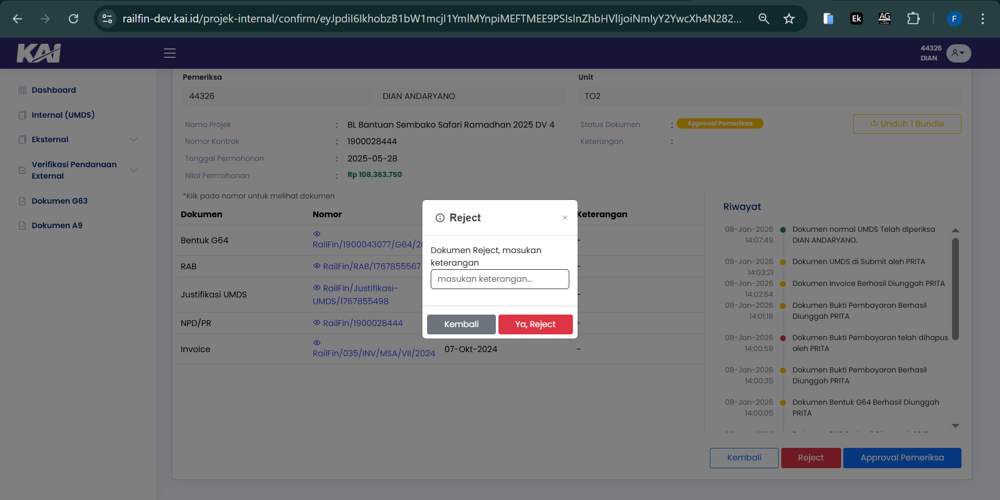 railfin-dev.kai.id/projek-internal/confirm/eyJpdiI6IkhobzB1bW1mcjI1YmlMYnpiMEFTMEE9PSIsInZhbHVlIjoiNmIyY2YwcXh4N282...
Ek
AG
F
KAI
44326
DIAN
Dashboard
Internal (UMDS)
Eksternal
Verifikasi Pendanaan
External
Dokumen G63
Dokumen A9
Pemeriksa
Unit
44326
DIAN ANDARYANO
TO2
Nama Projek : BL Bantuan Sembako Safari Ramadhan 2025 DV 4
Nomor Kontrak : 1900028444
Tanggal Permohonan : 2025-05-28
Nilai Permohonan : Rp 108.363.750
Status Dokumen : Approval Pemeriksa
Keterangan :
Unduh 1 Bundle
*Klik pada nomor untuk melihat dokumen
Dokumen Nomor Keterangan
Bentuk G64 RailFin/1900043077/G64/20 -
RAB RailFin/RAB/1767855567 -
Justifikasi UMDS RailFin/Justifikasi-
UMDS/1767855498 -
NPD/PR RailFin/1900028444 -
Invoice RailFin/035/INV/MSA/VII/2024 07-Okt-2024 -
Reject
×
Dokumen Reject, masukan
keterangan
masukan keterangan...
Kembali
Ya, Reject
Riwayat
08-Jan-2026 Dokumen normal UMDS Telah diperiksa
14:07:49 DIAN ANDARYANO.
08-Jan-2026 Dokumen UMDS di Submit oleh PRITA
14:03:21
08-Jan-2026 Dokumen Invoice Berhasil Diunggah PRITA
14:02:54
08-Jan-2026 Dokumen Bukti Pembayaran Berhasil
14:01:18 Diunggah PRITA
08-Jan-2026 Dokumen Bukti Pembayaran telah dihapus
14:00:59 oleh PRITA
08-Jan-2026 Dokumen Bukti Pembayaran Berhasil
14:00:35 Diunggah PRITA
08-Jan-2026 Dokumen Bentuk G64 Berhasil Diunggah
14:00:05 PRITA
Kembali
Reject
Approval Pemeriksa